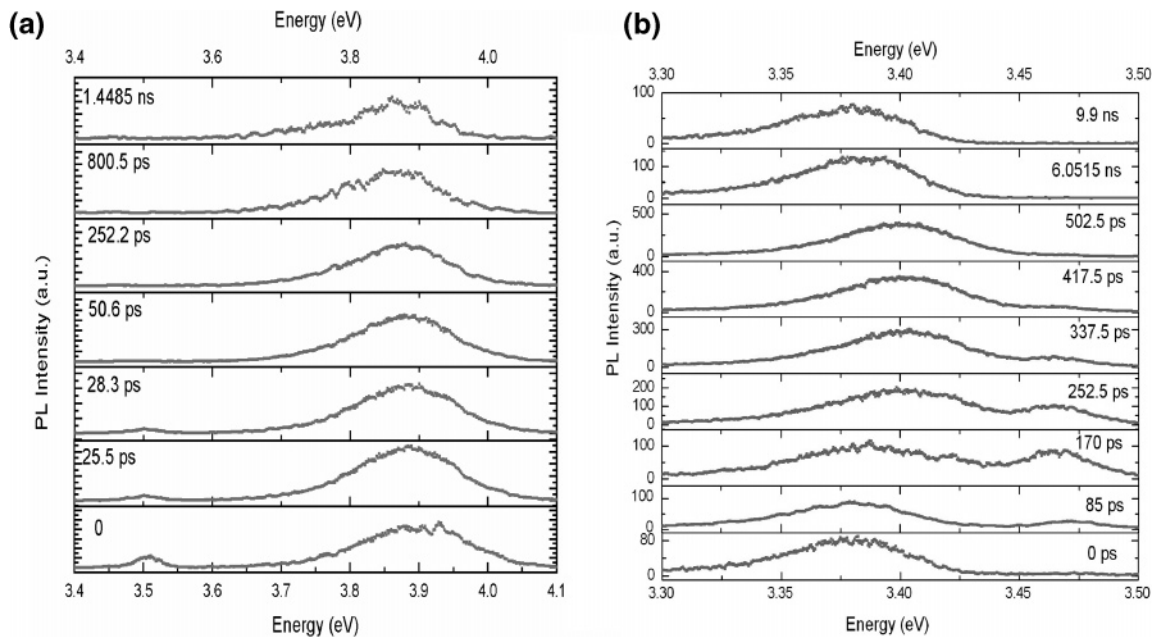 (a)
Energy (eV)
3.4 3.6 3.8 4.0
1.4485 ns
800.5 ps
252.2 ps
50.6 ps
28.3 ps
25.5 ps
0
PL Intensity (a.u.)
3.4 3.5 3.6 3.7 3.8 3.9 4.0 4.1
Energy (eV)
(b)
Energy (eV)
3.30 3.35 3.40 3.45 3.50
100
0
9.9 ns
100
0
6.0515 ns
500
0
502.5 ps
400
0
417.5 ps
300
0
337.5 ps
200
100
0
252.5 ps
100
0
170 ps
100
0
85 ps
80
0
0 ps
PL Intensity (a.u.)
3.30 3.35 3.40 3.45 3.50
Energy (eV)